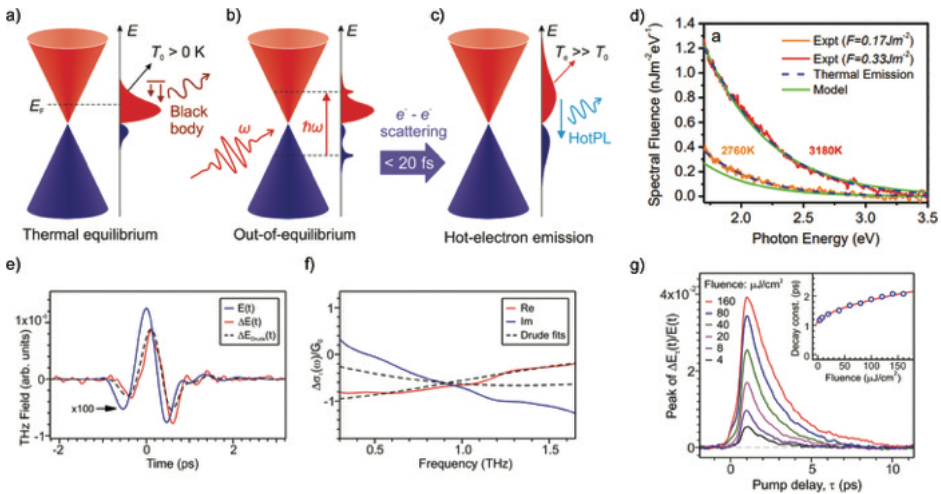 a)
E
T₀ > 0 K
E_F
Black
body
Thermal equilibrium
b)
E
ω
ħω
Out-of-equilibrium
e⁻ - e⁻
scattering
< 20 fs
c)
E
Tₑ >> T₀
HotPL
Hot-electron emission
d)
a
Expt (F=0.17Jm⁻²)
Expt (F=0.33Jm⁻²)
Thermal Emission
Model
2760K
3180K
Spectral Fluence (nJm⁻²eV⁻¹)
1.4
1.2
1.0
0.8
0.6
0.4
0.2
0.0
2.0
2.5
3.0
3.5
Photon Energy (eV)
e)
E(t)
ΔE(t)
ΔE_Drude(t)
x100
THz Field (arb. units)
0
-1
-2
0
2
Time (ps)
f)
Re
Im
Drude fits
0
-1
0.5
1.0
1.5
Frequency (THz)
g)
Fluence: μJ/cm²
160
80
40
20
8
4
4x10⁻²
2
0
0
5
10
Pump delay, τ (ps)
Decay const. (ps)
2
1
0
0
50
100
150
Fluence (μJ/cm²)